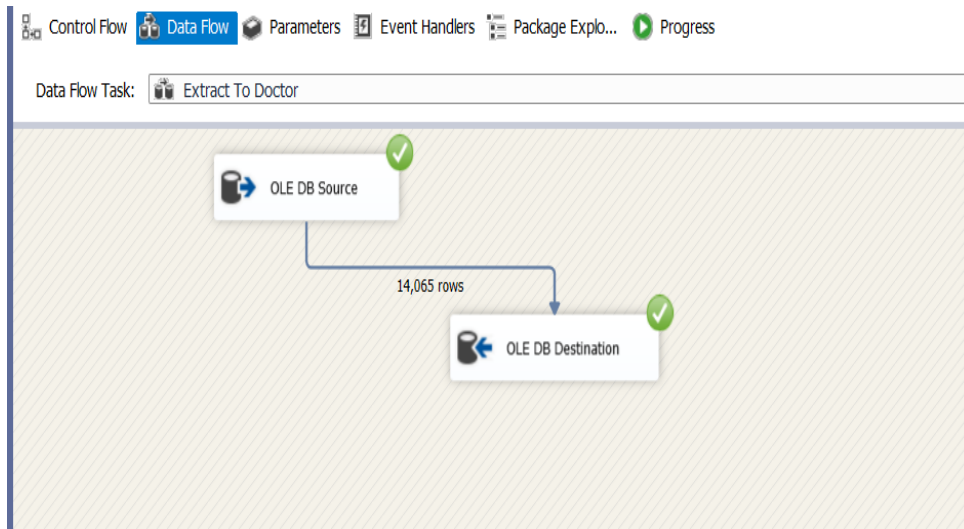 Control Flow Data Flow Parameters Event Handlers Package Explo... Progress
Data Flow Task: Extract To Doctor
OLE DB Source
14,065 rows
OLE DB Destination